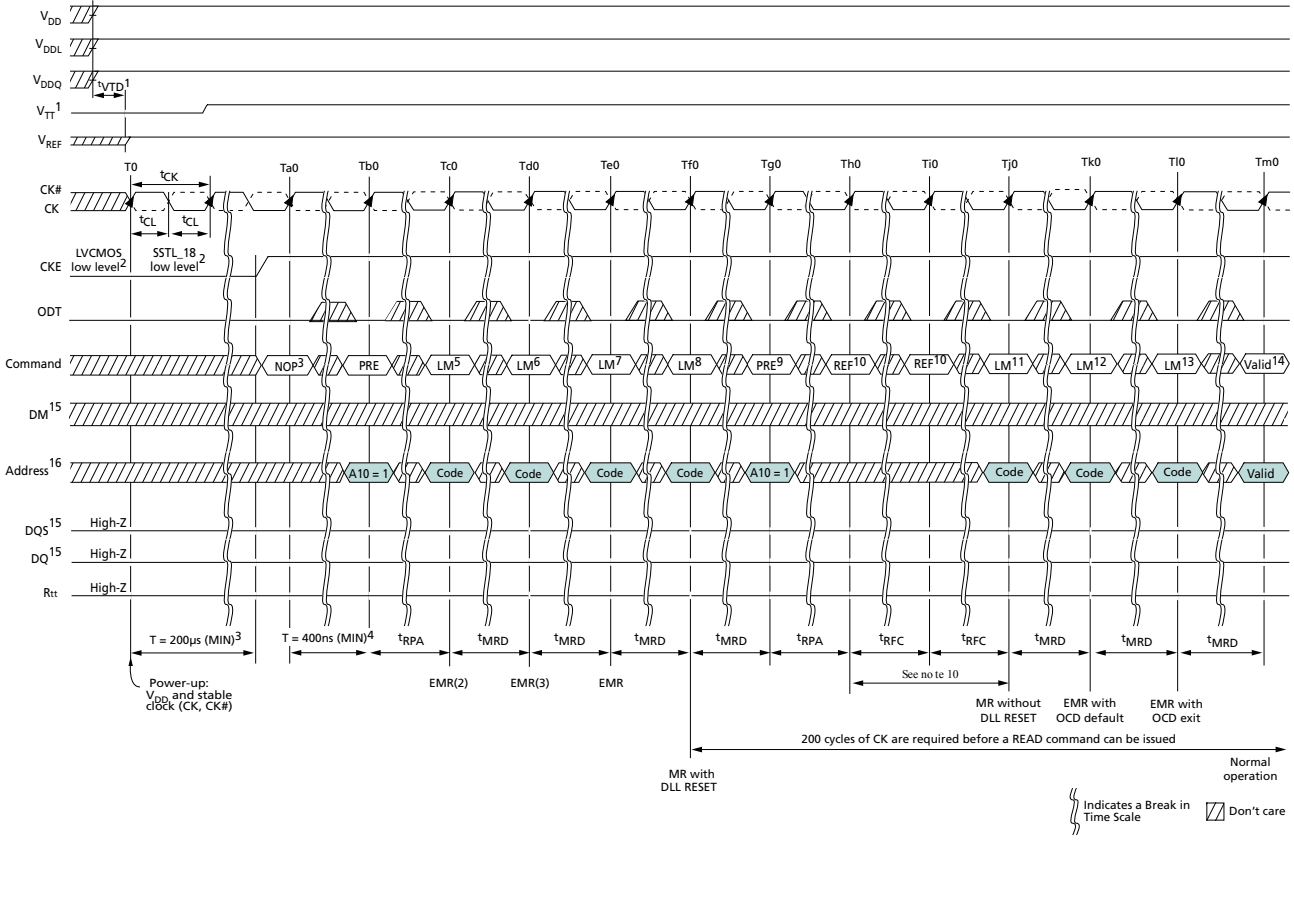 VDD
VDDL
VDDQ
tVTD1
VTT1
VREF
T0 Ta0 Tb0 Tc0 Td0 Te0 Tf0 Tg0 Th0 Ti0 Tj0 Tk0 Tl0 Tm0
tCK
CK#
CK
tCL tCL
LVCMOS low level2
SSTL_18 low level2
CKE
ODT
Command NOP3 PRE LM5 LM6 LM7 LM8 PRE9 REF10 REF10 LM11 LM12 LM13 Valid14
DM15
Address16 A10 = 1 Code Code Code Code A10 = 1 Code Code Code Valid
DQS15 High-Z
DQ15 High-Z
Rtt High-Z
T = 200µs (MIN)3 T = 400ns (MIN)4 tRPA tMRD tMRD tMRD tMRD tRPA tRFC tRFC tMRD tMRD tMRD
Power-up:
VDD and stable
clock (CK, CK#)
EMR(2) EMR(3) EMR
See note 10
MR without
DLL RESET
EMR with
OCD default
EMR with
OCD exit
200 cycles of CK are required before a READ command can be issued
MR with
DLL RESET
Normal
operation
Indicates a Break in
Time Scale
Don't care